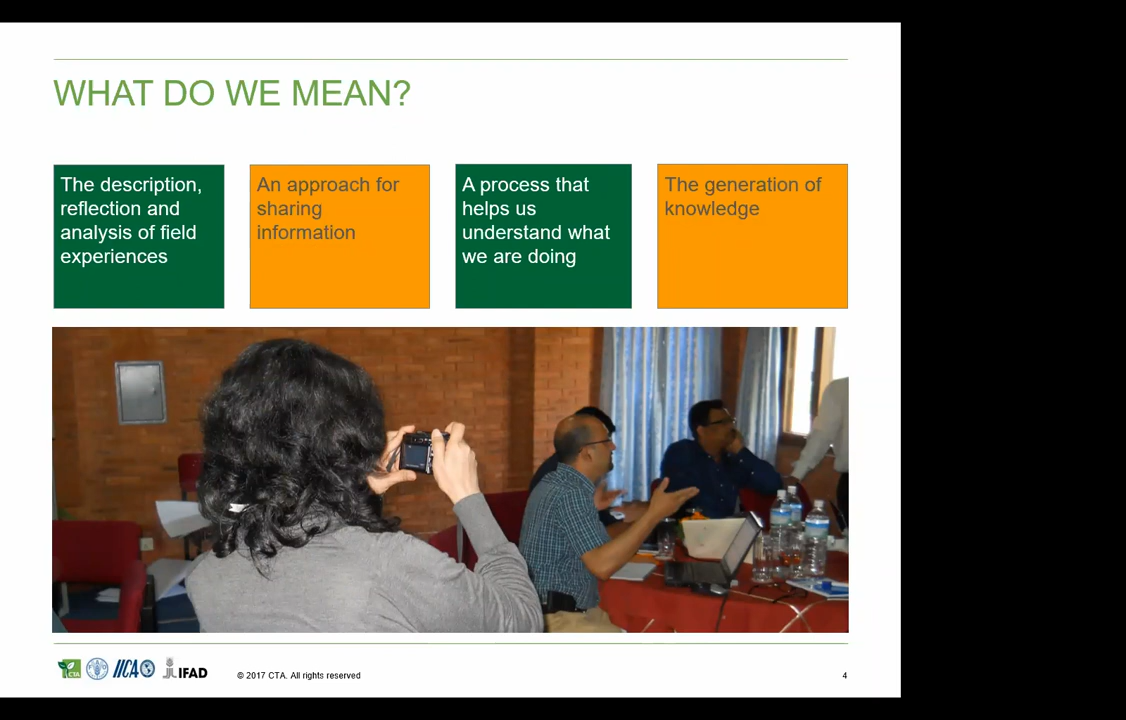 WHAT DO WE MEAN?
The description,
reflection and
analysis of field
experiences
An approach for
sharing
information
A process that
helps us
understand what
we are doing
The generation of
knowledge
CTA
IICA
IFAD
© 2017 CTA. All rights reserved
4